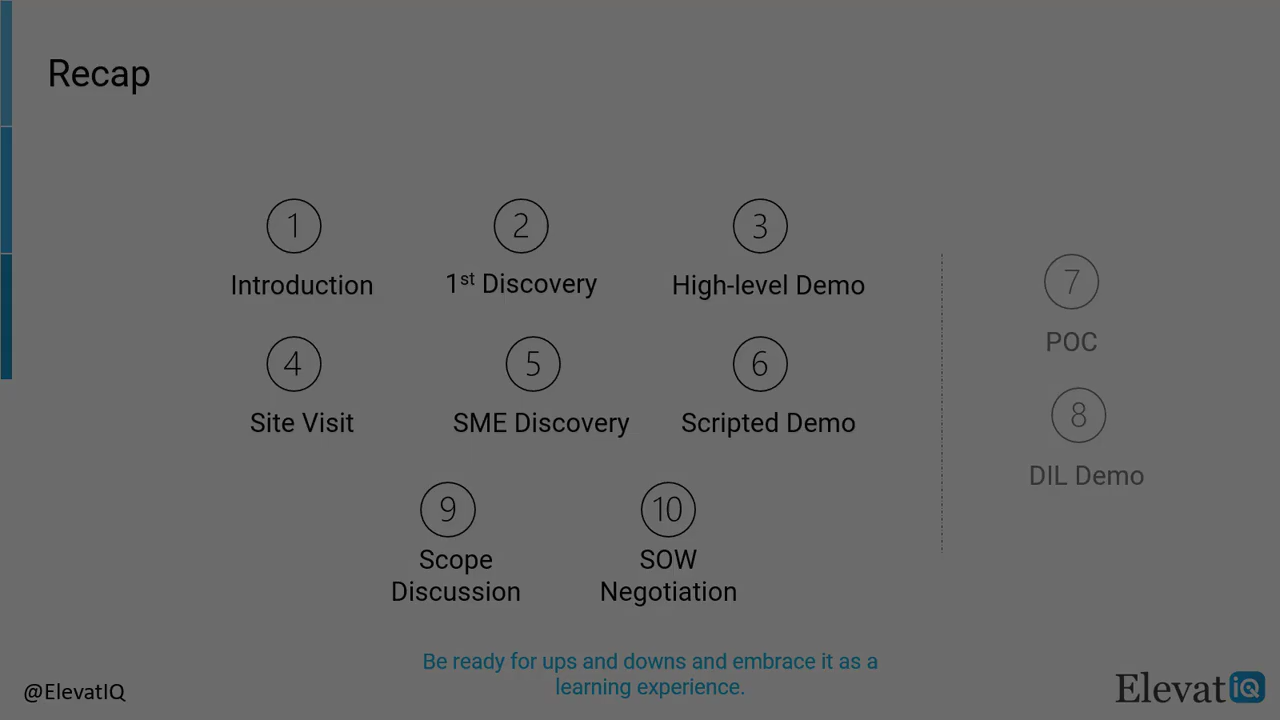 Recap
1
2
3
Introduction
1st Discovery
High-level Demo
7
POC
4
5
6
Site Visit
SME Discovery
Scripted Demo
8
DIL Demo
9
10
Scope
Discussion
SOW
Negotiation
Be ready for ups and downs and embrace it as a
learning experience.
@ElevatIQ
Elevat iQ